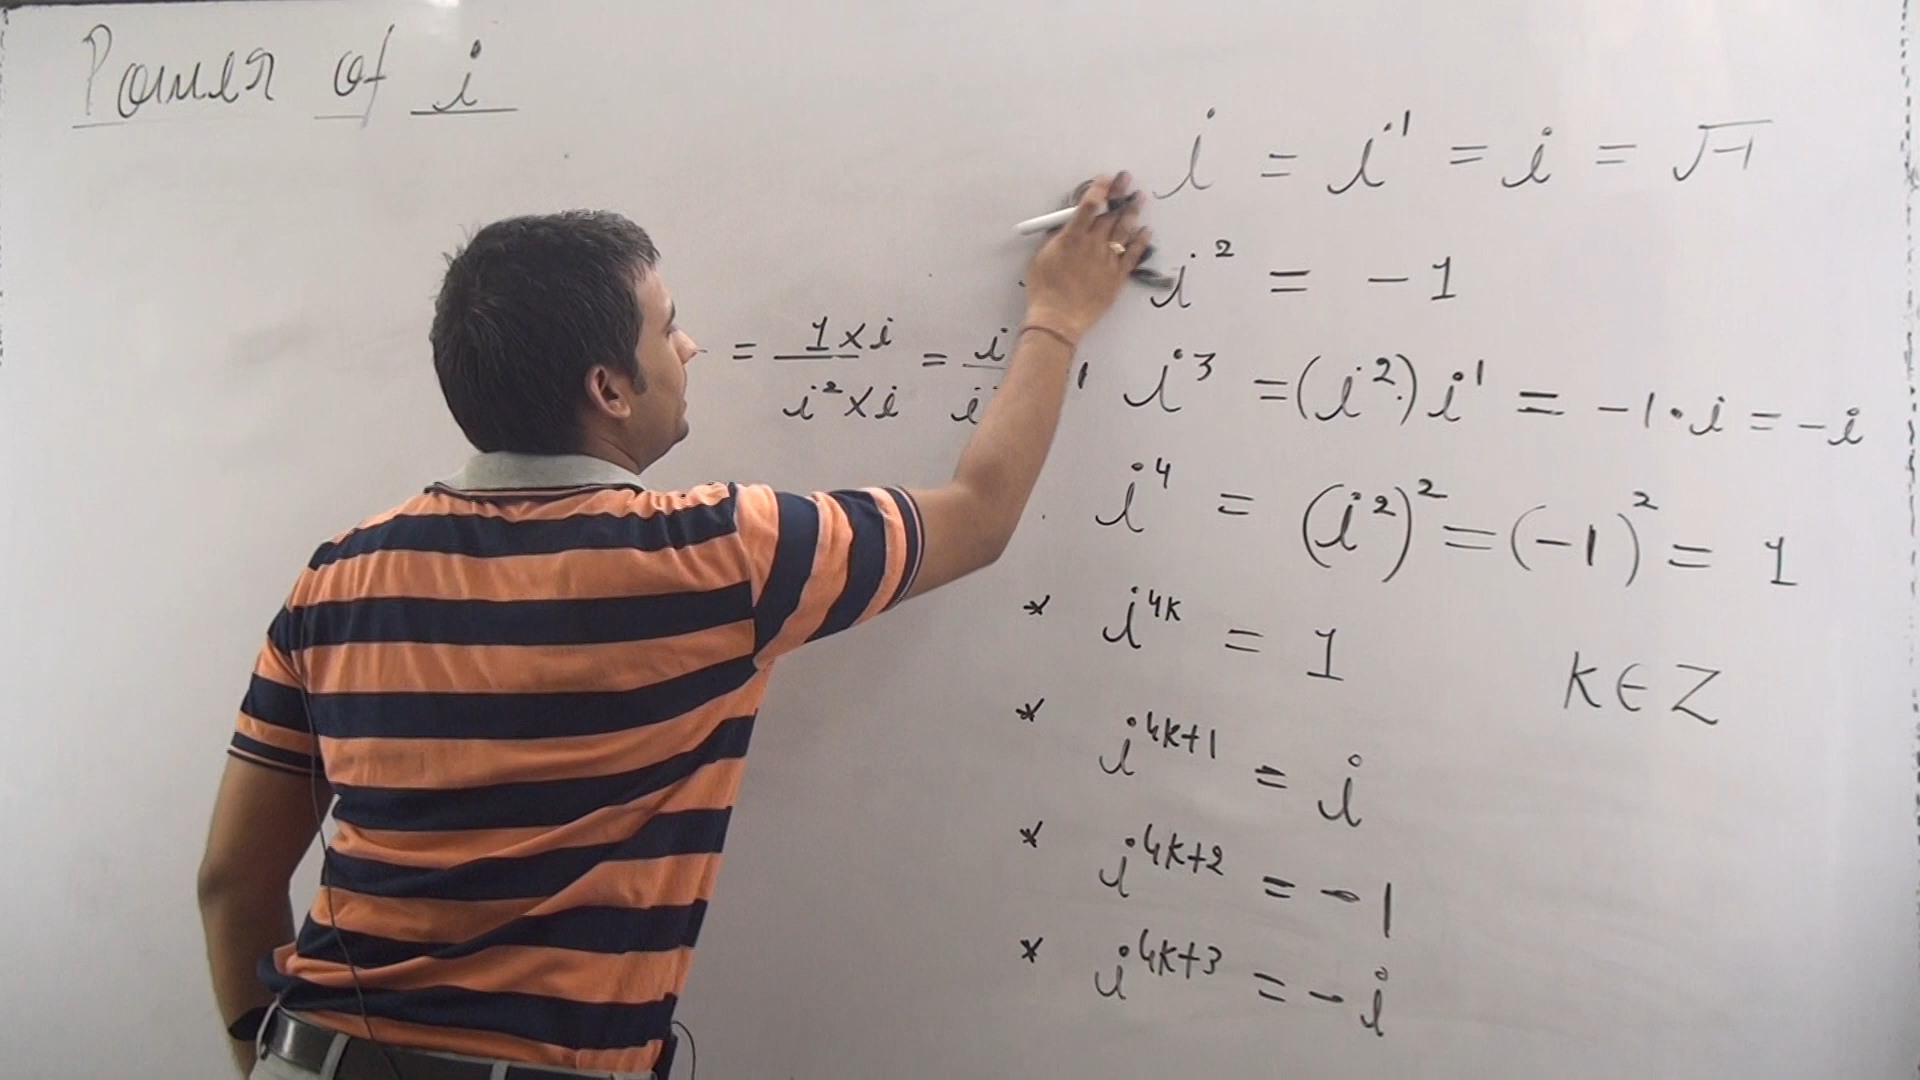 Power of i
i = i¹ = i = √-1
i² = -1
= 1×i / i²×i = i
i³ = (i²) i¹ = -1·i = -i
i⁴ = (i²)² = (-1)² = 1
* i⁴ᵏ = 1 K∈Z
* i⁴ᵏ⁺¹ = i
* i⁴ᵏ⁺² = -1
* i⁴ᵏ⁺³ = -i